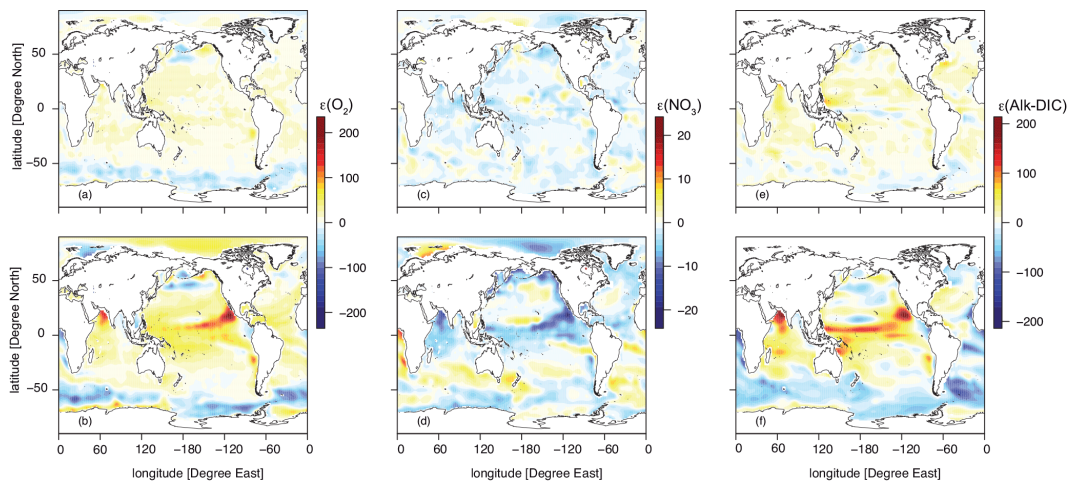 latitude [Degree North]
50
0
−50
(a)
ε(O2)
200
100
0
−100
−200
(c)
ε(NO3)
20
10
0
−10
−20
(e)
ε(Alk-DIC)
200
100
0
−100
−200
latitude [Degree North]
50
0
−50
(b)
(d)
(f)
0 60 120 −120 −60 0
0 60 120 −120 −60 0
0 60 120 −120 −60 0
longitude [Degree East]
longitude [Degree East]
longitude [Degree East]